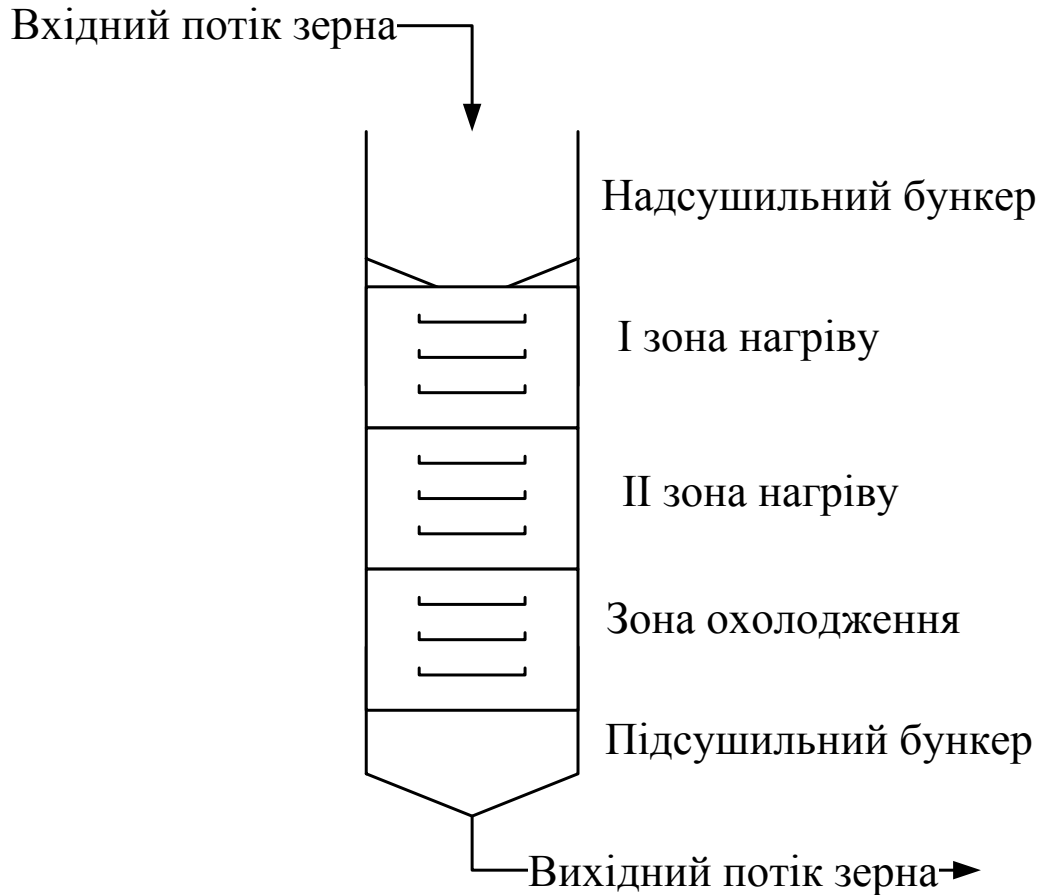 Вхідний потік зерна
Надсушильний бункер
І зона нагріву
ІІ зона нагріву
Зона охолодження
Підсушильний бункер
Вихідний потік зерна